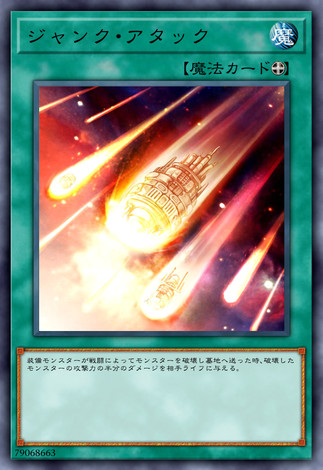 ジャンク・アタック
魔
【魔法カード】
装備モンスターが戦闘によってモンスターを破壊し墓地へ送った時、破壊した
モンスターの攻撃力の半分のダメージを相手ライフに与える。
79068663